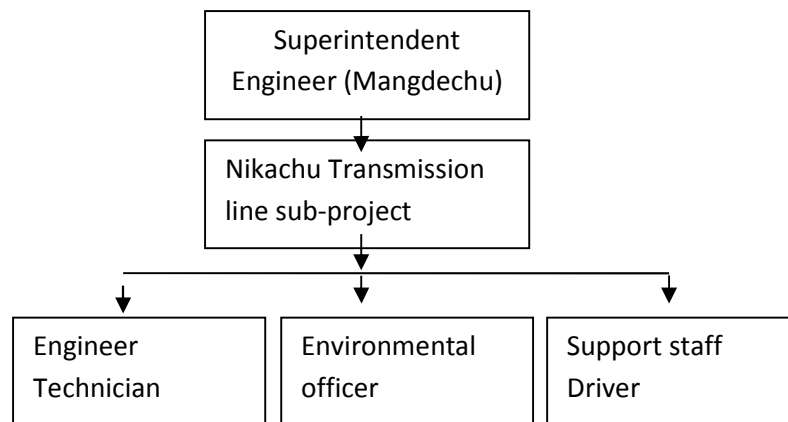 Superintendent
Engineer (Mangdechu)
Nikachu Transmission
line sub-project
Engineer
Technician
Environmental
officer
Support staff
Driver